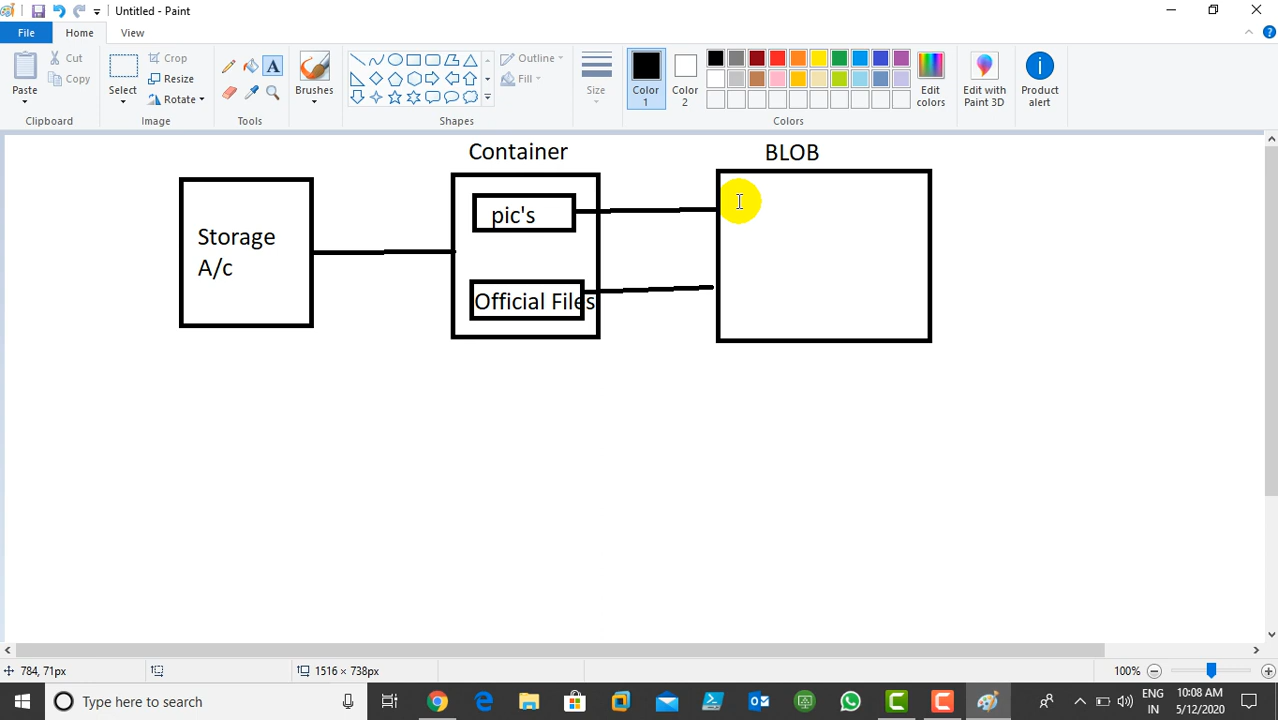 Untitled - Paint
File
Home
View
Paste
Cut
Copy
Clipboard
Select
Crop
Resize
Rotate
Image
A
Tools
Brushes
Outline
Fill
Shapes
Size
Color
1
Color
2
Edit
colors
Colors
Edit with
Paint 3D
Product
alert
Container
BLOB
pic's
Storage
A/c
Official Files
784, 71px
1516 × 738px
100%
Type here to search
ENG
IN
10:08 AM
5/12/2020